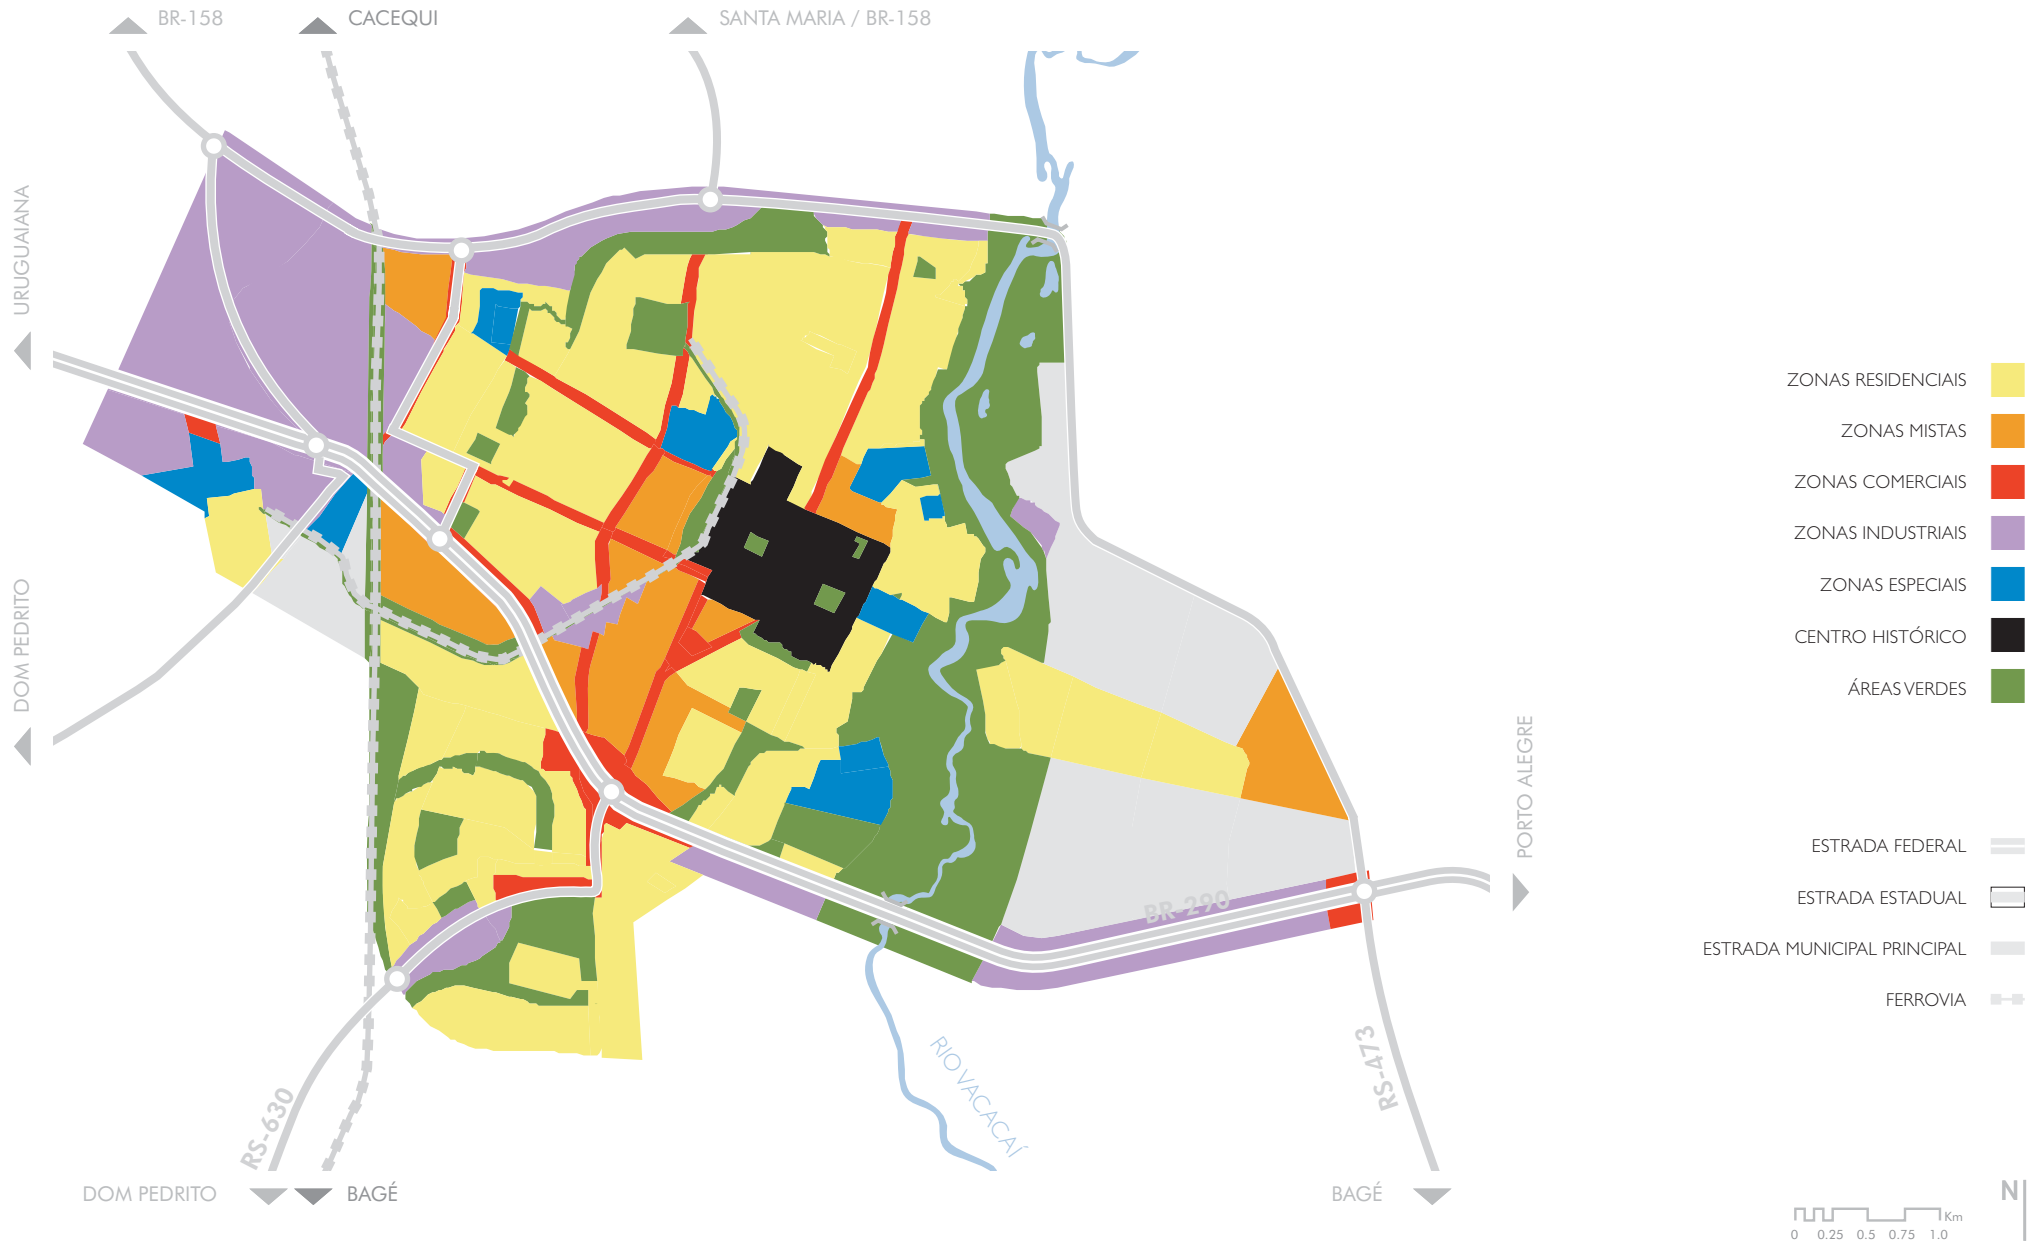 BR-158
CACEQUI
SANTA MARIA / BR-158
URUGUAIANA
DOM PEDRITO
PORTO ALEGRE
BR-290
RIO VACACAÍ
RS-473
RS-630
DOM PEDRITO
BAGÉ
BAGÉ
ZONAS RESIDENCIAIS
ZONAS MISTAS
ZONAS COMERCIAIS
ZONAS INDUSTRIAIS
ZONAS ESPECIAIS
CENTRO HISTÓRICO
ÁREAS VERDES
ESTRADA FEDERAL
ESTRADA ESTADUAL
ESTRADA MUNICIPAL PRINCIPAL
FERROVIA
N
Km
0 0.25 0.5 0.75 1.0